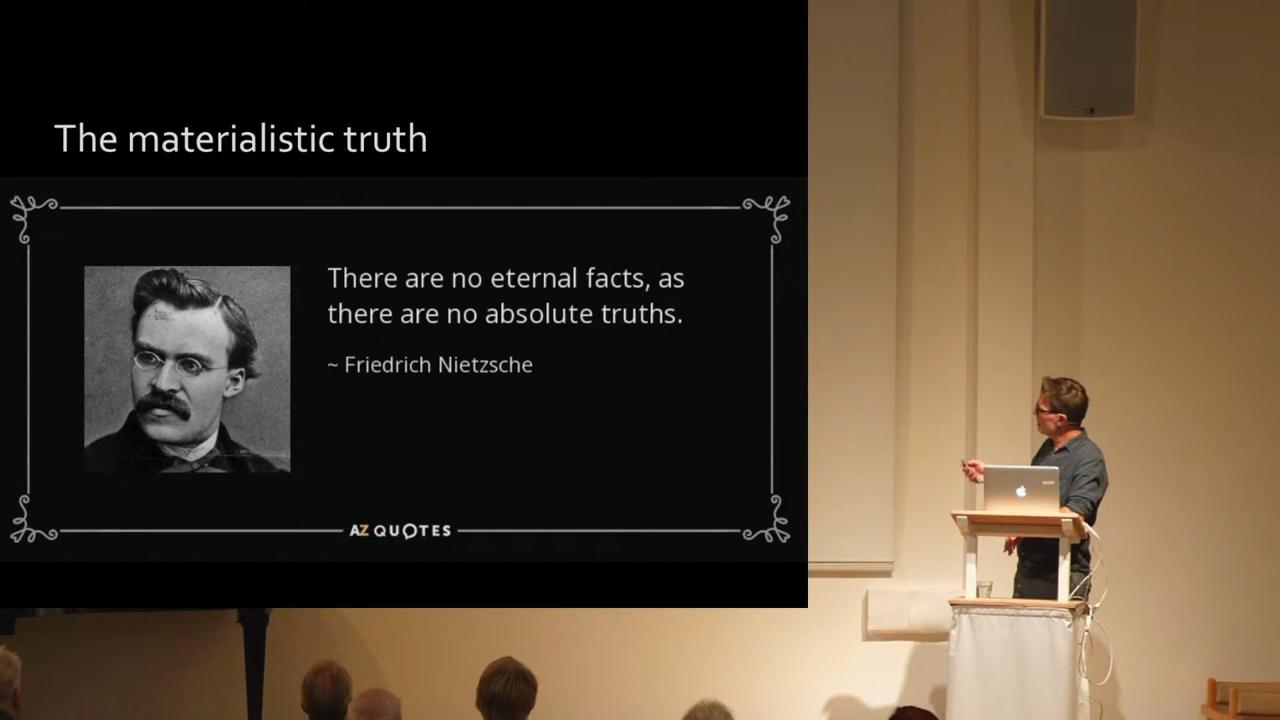 The materialistic truth
There are no eternal facts, as
there are no absolute truths.
~ Friedrich Nietzsche
AZ QUOTES